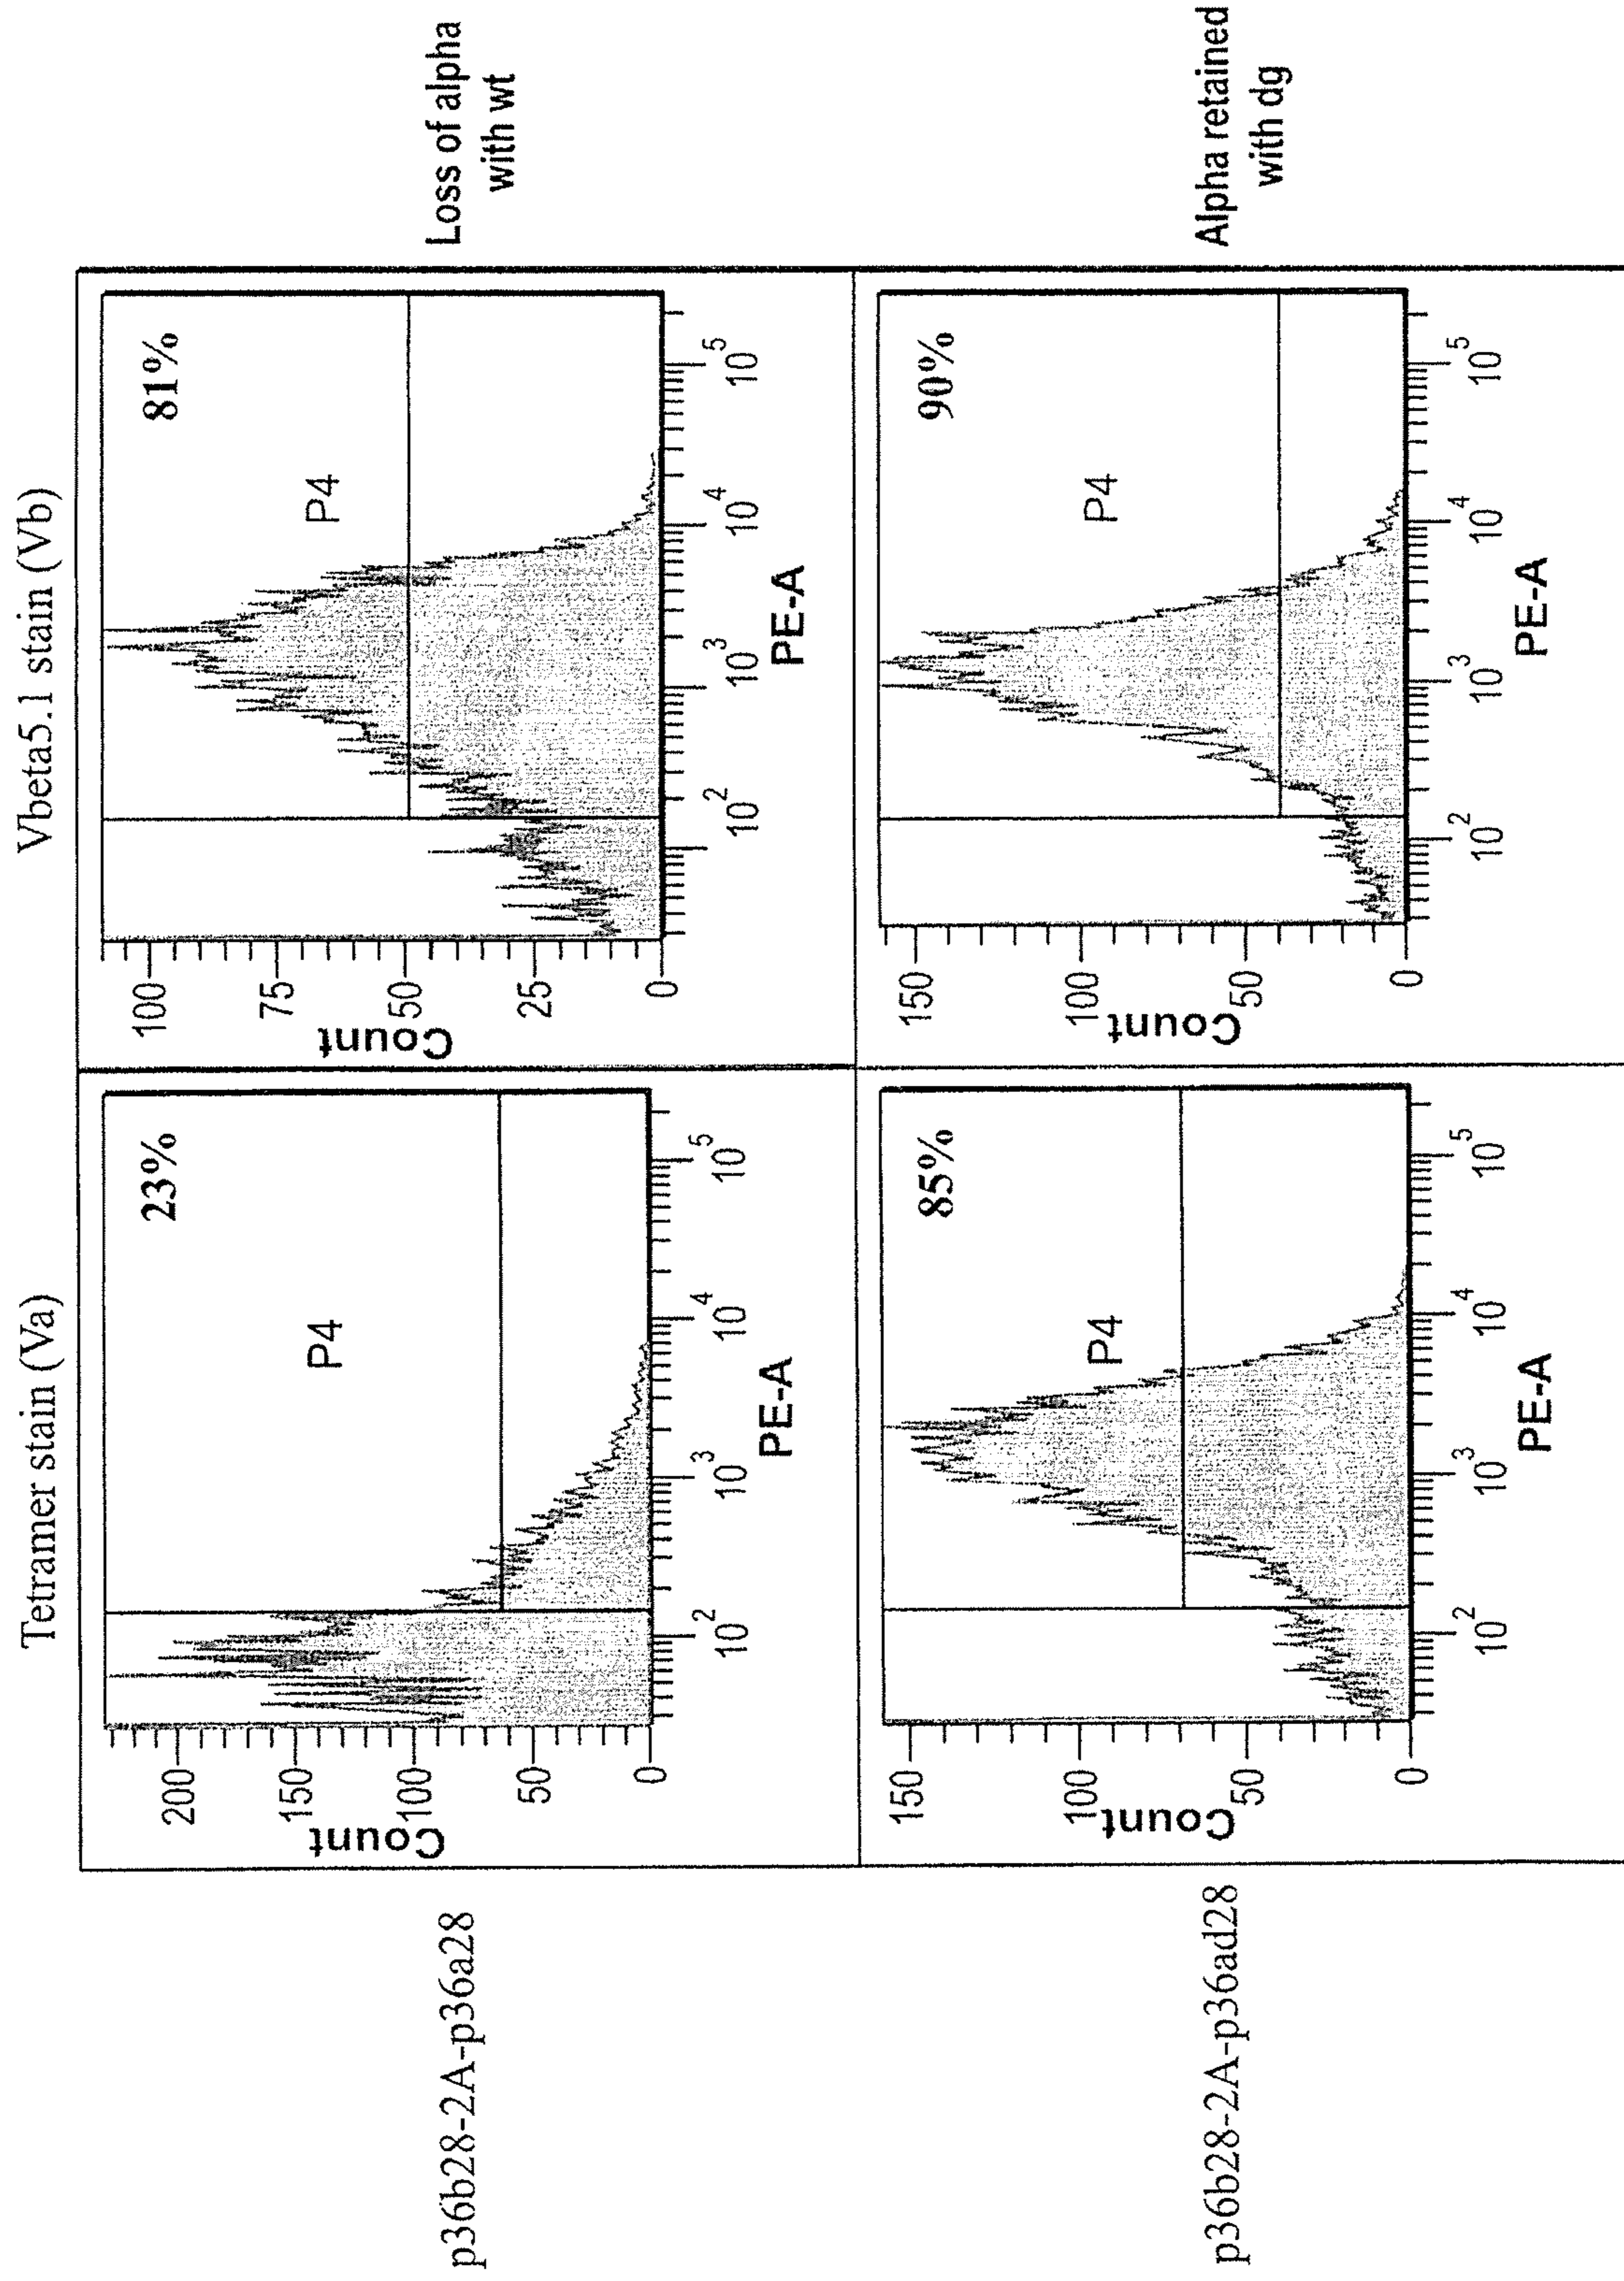 Tetramer stain (Va)
Vbeta5.1 stain (Vb)
p36b28-2A-p36a28
Count
200
150
100
50
0
23%
P4
10^2
10^3
10^4
10^5
PE-A
Count
100
75
50
25
0
81%
P4
10^2
10^3
10^4
10^5
PE-A
Loss of alpha
with wt
p36b28-2A-p36ad28
Count
150
100
50
0
85%
P4
10^2
10^3
10^4
10^5
PE-A
Count
150
100
50
0
90%
P4
10^2
10^3
10^4
10^5
PE-A
Alpha retained
with dg